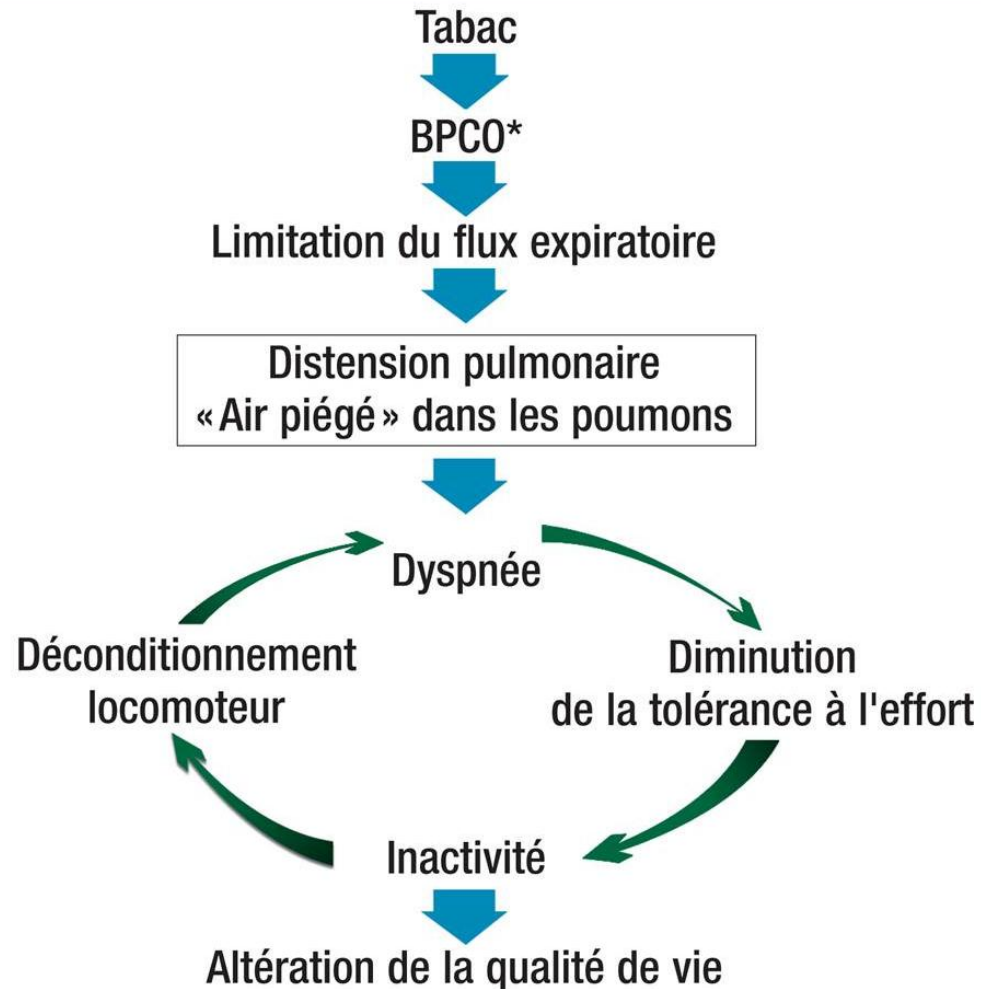 Tabac
BPCO*
Limitation du flux expiratoire
Distension pulmonaire
«Air piégé» dans les poumons
Dyspnée
Déconditionnement
locomoteur
Diminution
de la tolérance à l'effort
Inactivité
Altération de la qualité de vie